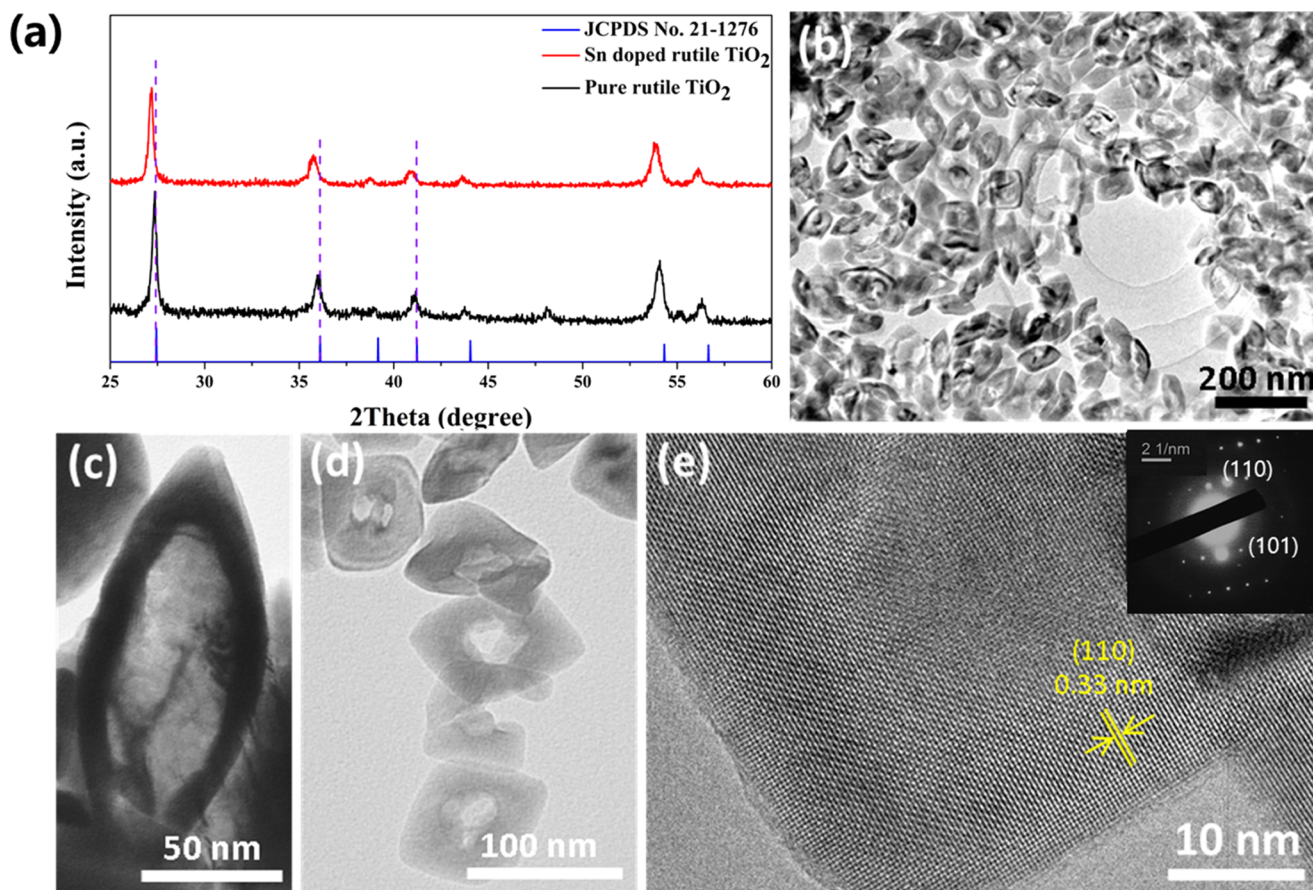 (a)
JCPDS No. 21-1276
Sn doped rutile TiO2
Pure rutile TiO2
Intensity (a.u.)
25 30 35 40 45 50 55 60
2Theta (degree)
(b)
200 nm
(c)
50 nm
(d)
100 nm
(e)
2 1/nm
(110)
(101)
(110)
0.33 nm
10 nm